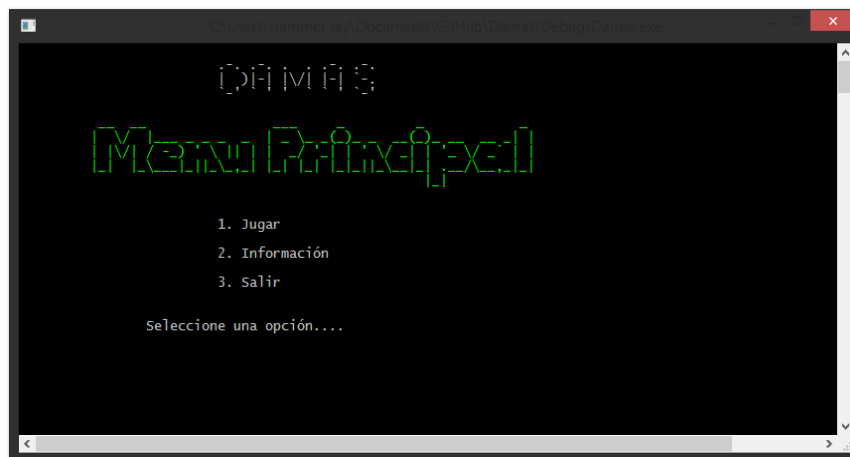 C:\Users\Hammer Jay\Documents\GitHub\Damas\Debug\Damas.exe
DAMAS
Menu Principal
1. Jugar
2. Información
3. Salir
Seleccione una opción....